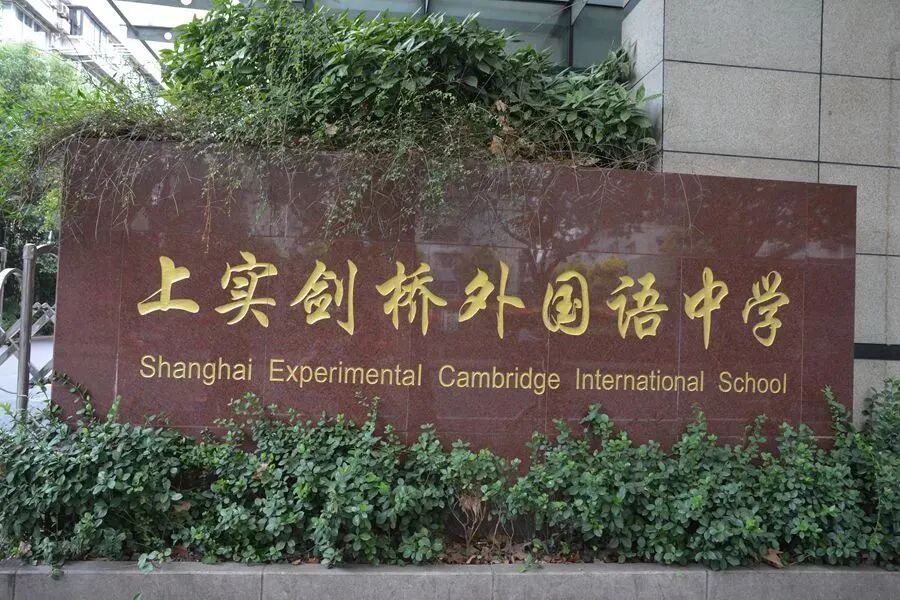 上实剑桥外国语中学
Shanghai Experimental Cambridge International School